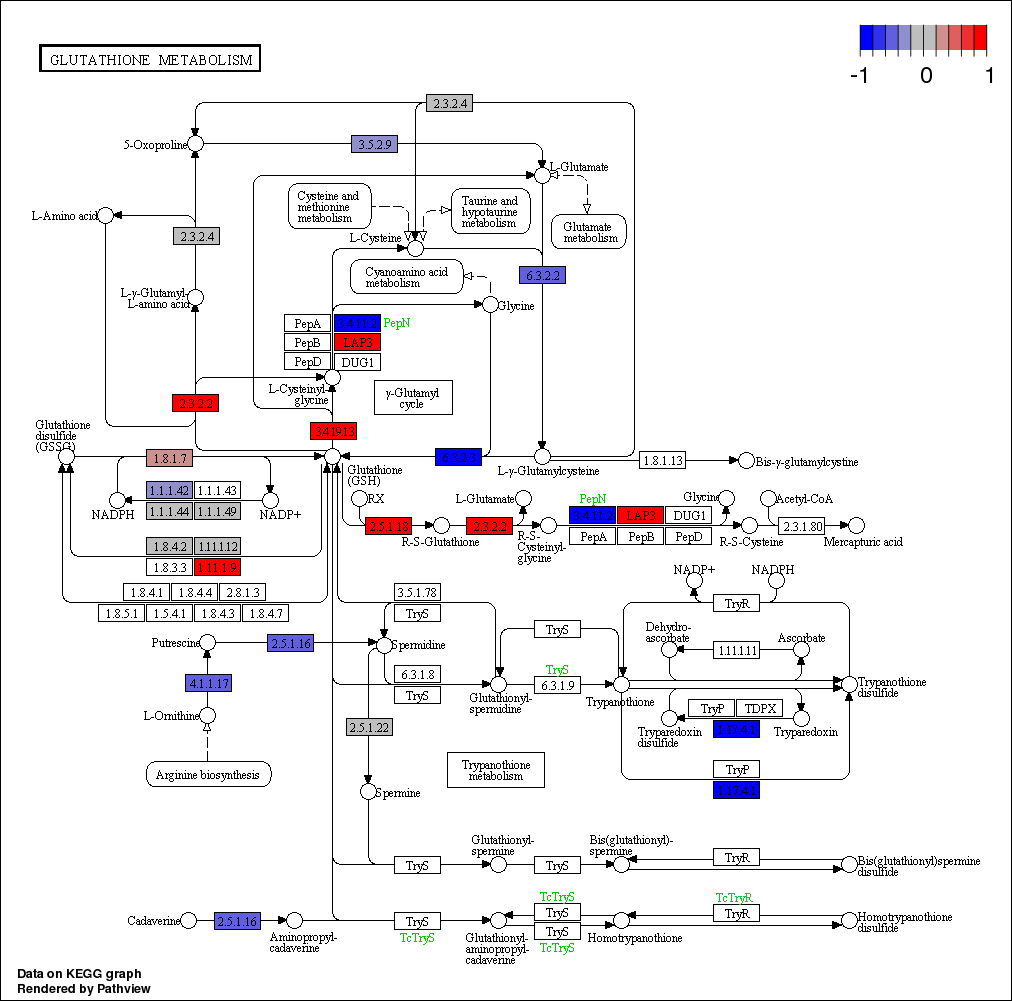 GLUTATHIONE METABOLISM
-1
0
1
2.3.2.4
5-Oxoproline
3.5.2.9
L-Glutamate
Cysteine and
methionine
metabolism
Taurine and
hypotaurine
metabolism
Glutamate
metabolism
L-Amino acid
2.3.2.4
L-Cysteine
Cyanoamino acid
metabolism
6.3.2.2
L-γ-Glutamyl-
L-amino acid
Glycine
PepA
3.4.11.2
PepN
PepB
LAP3
PepD
DUG1
L-Cysteinyl-
glycine
γ-Glutamyl
cycle
2.3.2.2
3.4.19.13
Glutathione
disulfide
(GSSG)
1.8.1.7
Glutathione
(GSH)
6.3.2.3
L-γ-Glutamylcysteine
1.8.1.13
Bis-γ-glutamylcystine
1.1.1.42
1.1.1.43
1.1.1.44
1.1.1.49
NADPH
NADP+
RX
L-Glutamate
PepN
Glycine
Acetyl-CoA
2.5.1.18
R-S-Glutathione
2.3.2.2
R-S-
Cysteinyl-
glycine
3.4.11.2
LAP3
DUG1
PepA
PepB
PepD
R-S-Cysteine
2.3.1.80
Mercapturic acid
1.8.4.2
1.11.1.12
1.8.3.3
1.11.1.9
1.8.4.1
1.8.4.4
2.8.1.3
1.8.5.1
1.5.4.1
1.8.4.3
1.8.4.7
3.5.1.78
TryS
NADP+
NADPH
TryR
Putrescine
2.5.1.16
Spermidine
TryS
Dehydro-
ascorbate
Ascorbate
1.11.1.11
4.1.1.17
6.3.1.8
TryS
Glutathionyl-
spermidine
TryS
6.3.1.9
Trypanothione
Trypanothione
disulfide
L-Ornithine
2.5.1.22
TryP
TDPX
1.17.4.1
Tryparedoxin
disulfide
Tryparedoxin
Arginine biosynthesis
Trypanothione
metabolism
TryP
1.17.4.1
Spermine
Glutathionyl-
spermine
Bis(glutathionyl)-
spermine
TryS
TryS
TryR
Bis(glutathionyl)spermine
disulfide
Cadaverine
2.5.1.16
Aminopropyl-
cadaverine
TryS
TcTryS
Glutathionyl-
aminopropyl-
cadaverine
TcTryS
TryS
TryS
TcTryS
Homotrypanothione
TcTryR
TryR
Homotrypanothione
disulfide
Data on KEGG graph
Rendered by Pathview